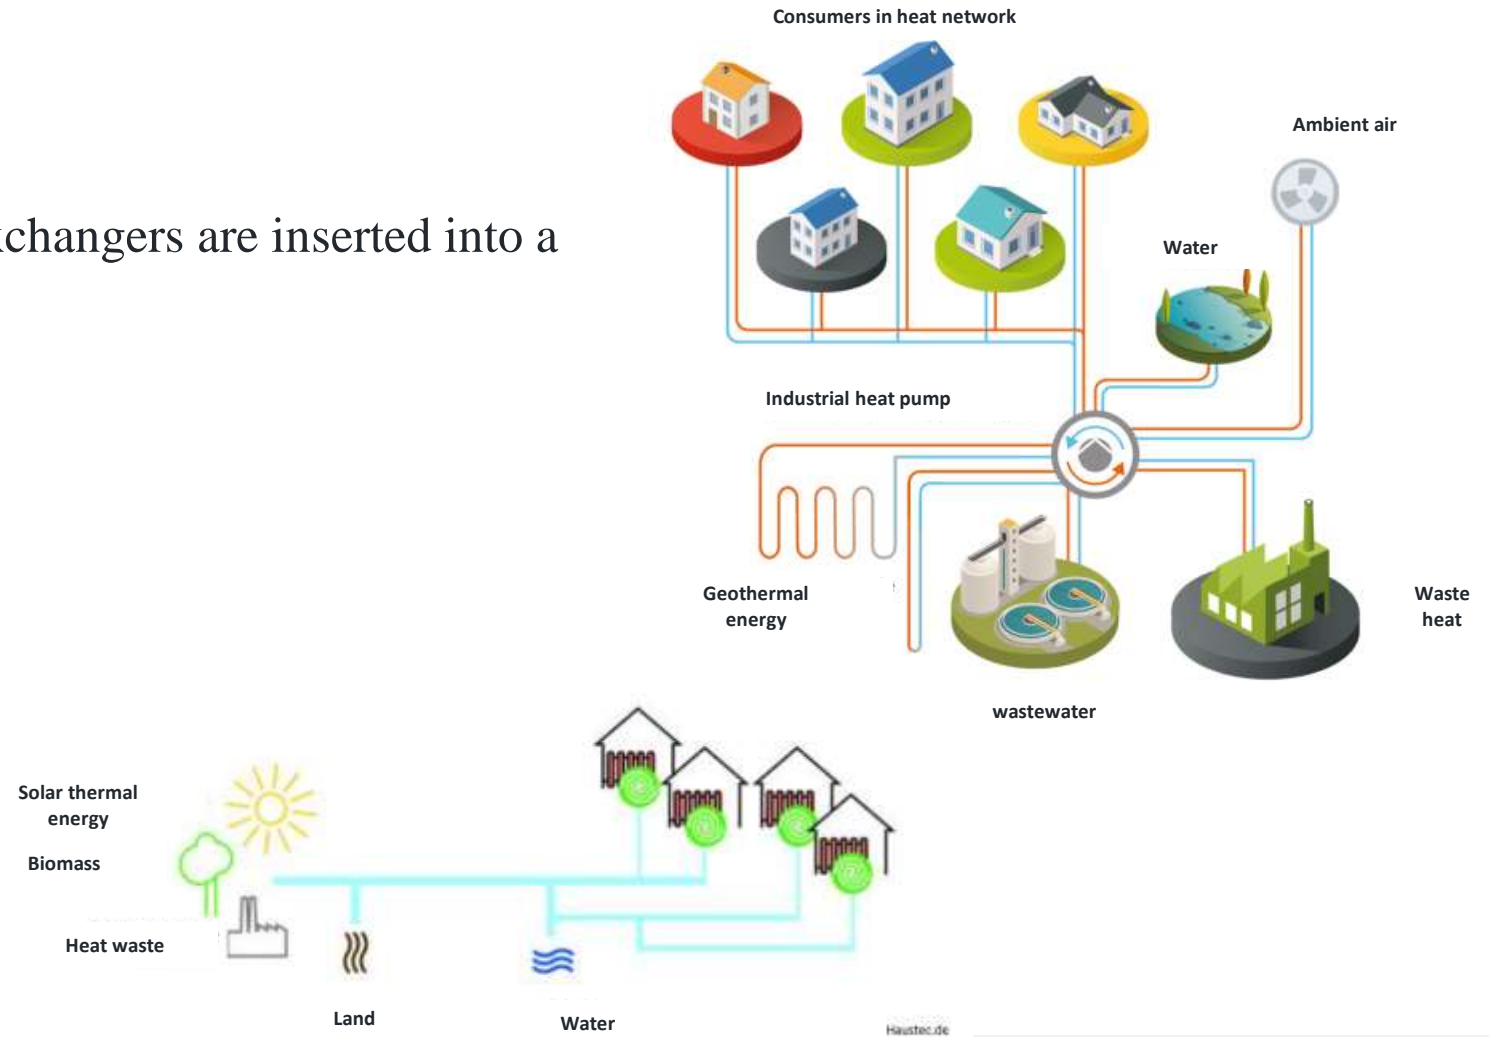 Consumers in heat network
Ambient air
changers are inserted into a
Water
Industrial heat pump
Geothermal
energy
Waste
heat
wastewater
Solar thermal
energy
Biomass
Heat waste
Land
Water
Haustec.de